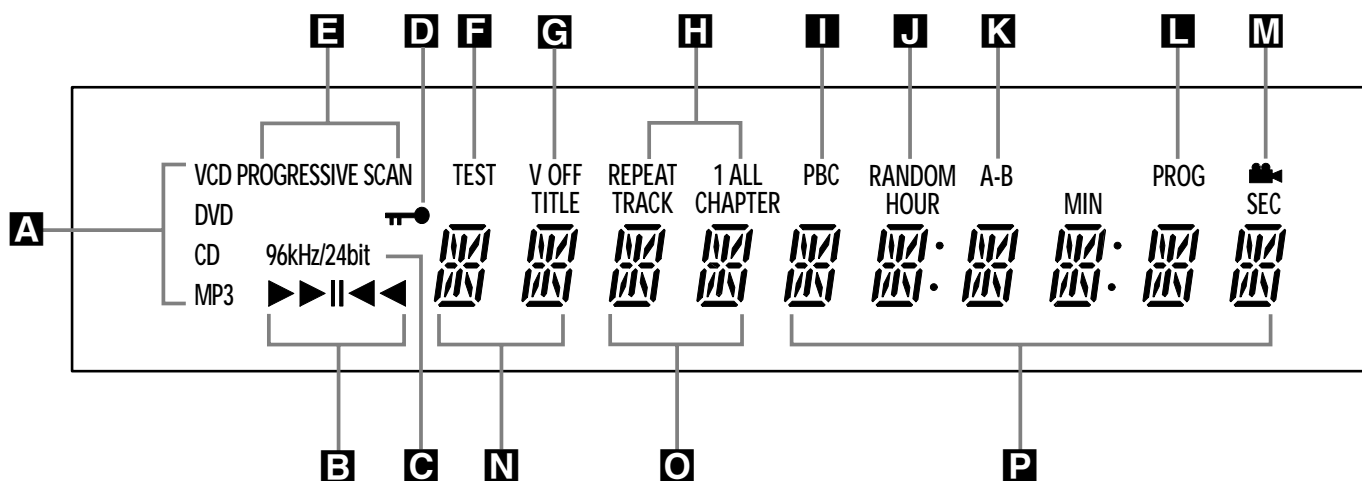 E D F G H I J K L M
VCD PROGRESSIVE SCAN TEST V OFF REPEAT 1 ALL PBC RANDOM A-B PROG
DVD TITLE TRACK CHAPTER HOUR MIN SEC
A
CD 96kHz/24bit
MP3
B C N O P